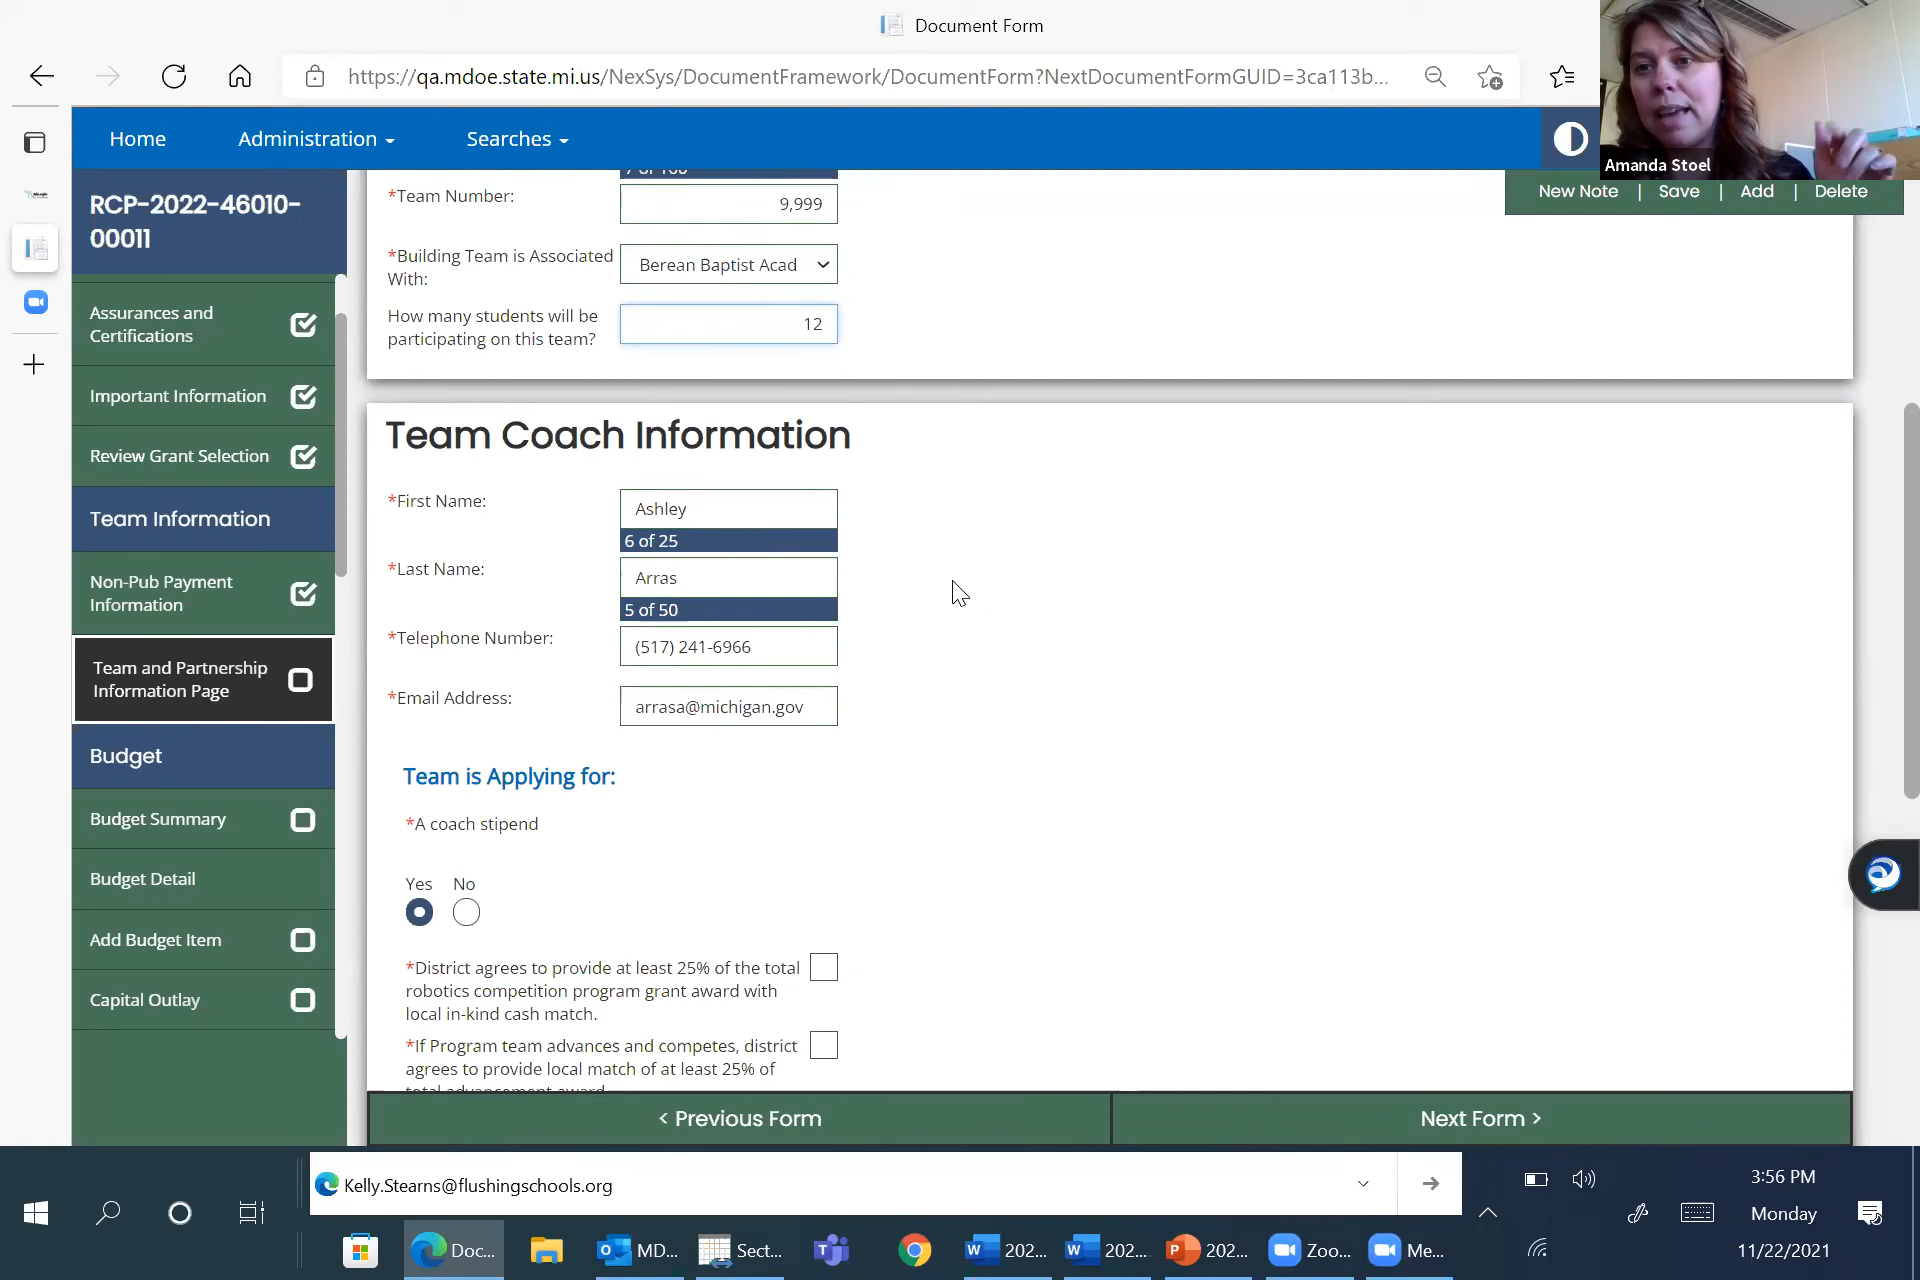 Document Form
https://qa.mdoe.state.mi.us/NexSys/DocumentFramework/DocumentForm?NextDocumentFormGUID=3ca113b...
Home
Administration
Searches
Amanda Stoel
New Note | Save | Add | Delete
RCP-2022-46010-
00011
Assurances and
Certifications
Important Information
Review Grant Selection
Team Information
Non-Pub Payment
Information
Team and Partnership
Information Page
Budget
Budget Summary
Budget Detail
Add Budget Item
Capital Outlay
7 of 100
*Team Number:
9,999
*Building Team is Associated
With:
Berean Baptist Acad
How many students will be
participating on this team?
12
Team Coach Information
*First Name:
Ashley
6 of 25
*Last Name:
Arras
5 of 50
*Telephone Number:
(517) 241-6966
*Email Address:
arrasa@michigan.gov
Team is Applying for:
*A coach stipend
Yes No
*District agrees to provide at least 25% of the total
robotics competition program grant award with
local in-kind cash match.
*If Program team advances and competes, district
agrees to provide local match of at least 25% of
total advancement award
< Previous Form
Next Form >
Kelly.Stearns@flushingschools.org
3:56 PM
Monday
11/22/2021
Doc...
MD...
Sect...
202...
202...
202...
Zoo...
Me...